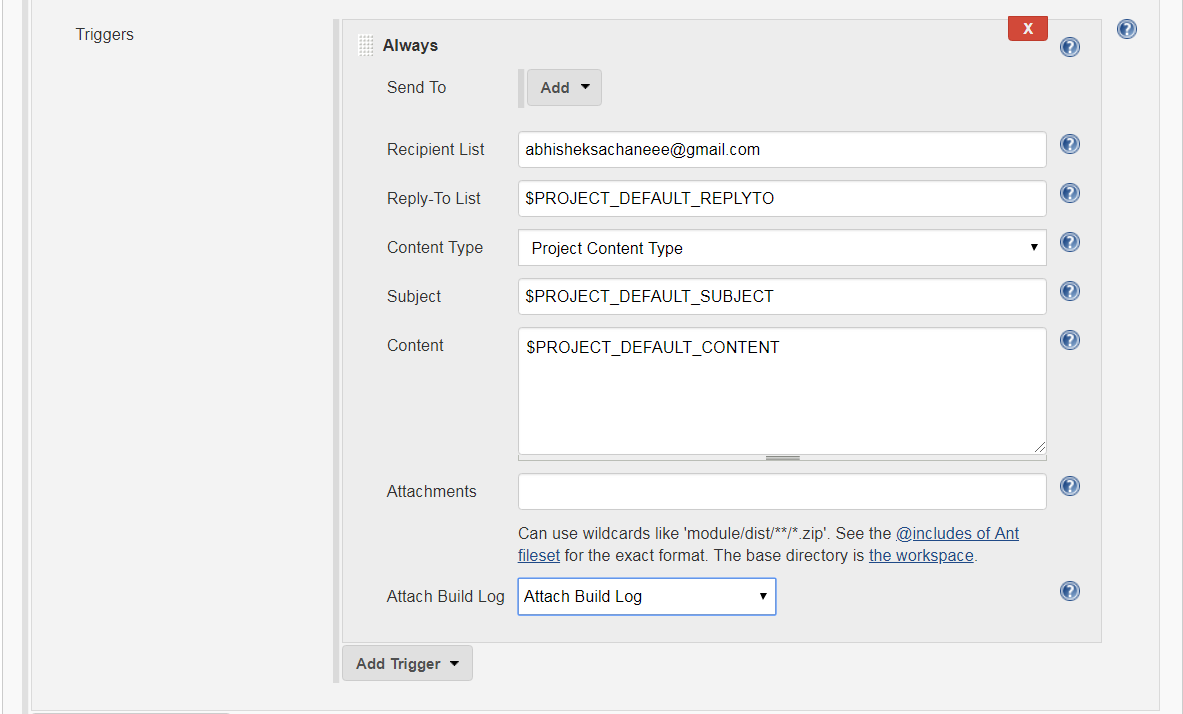 Triggers
X
Always
Send To
Add
Recipient List
abhisheksachaneee@gmail.com
Reply-To List
$PROJECT_DEFAULT_REPLYTO
Content Type
Project Content Type
Subject
$PROJECT_DEFAULT_SUBJECT
Content
$PROJECT_DEFAULT_CONTENT
Attachments
Can use wildcards like 'module/dist/**/*.zip'. See the @includes of Ant
fileset for the exact format. The base directory is the workspace.
Attach Build Log
Attach Build Log
Add Trigger